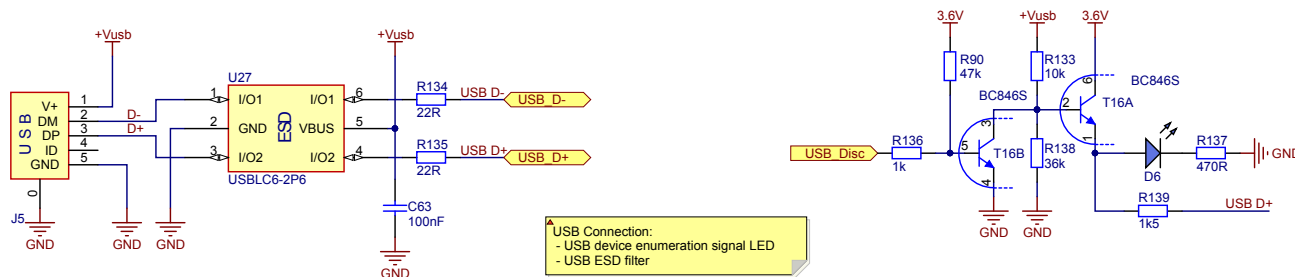 +Vusb
USB
V+
DM
DP
ID
GND
1
2
3
4
5
0
J5
GND
D-
D+
GND
GND
U27
I/O1
GND
I/O2
ESD
I/O1
VBUS
I/O2
1
2
3
6
5
4
USBLC6-2P6
+Vusb
R134
22R
USB D-
USB_D-
R135
22R
USB D+
USB_D+
C63
100nF
GND
USB Connection:
- USB device enumeration signal LED
- USB ESD filter
USB_Disc
R136
1k
3.6V
R90
47k
BC846S
5
3
4
T16B
GND
+Vusb
R133
10k
R138
36k
GND
3.6V
BC846S
2
6
1
T16A
D6
R137
470R
GND
R139
1k5
USB D+